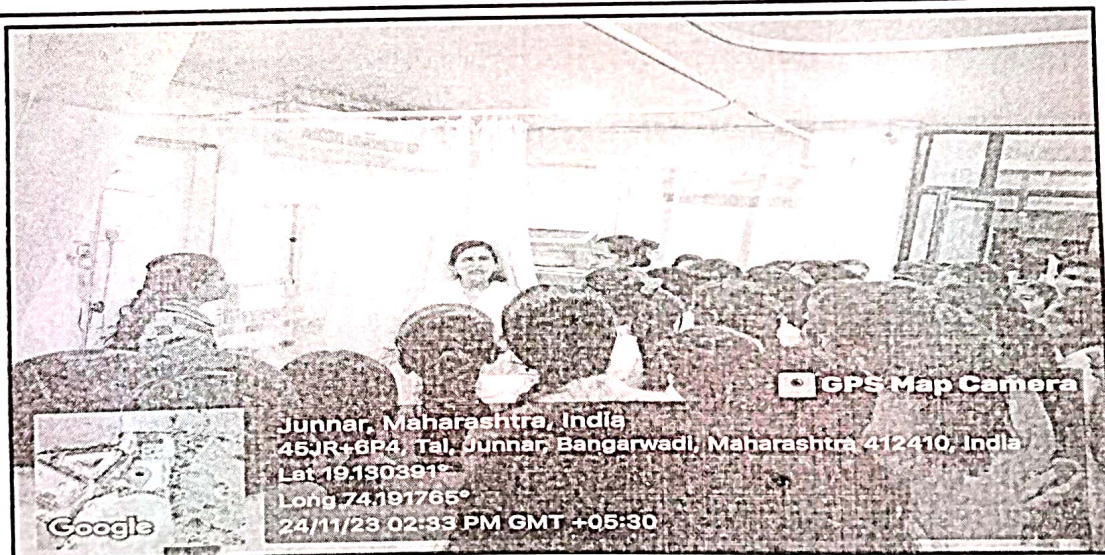 GPS Map Camera
Junnar, Maharashtra, India
45JR+6P4, Tal, Junnar, Bangarwadi, Maharashtra 412410, India
Lat 19.130391°
Long 74.191765°
24/11/23 02:33 PM GMT +05:30
Google